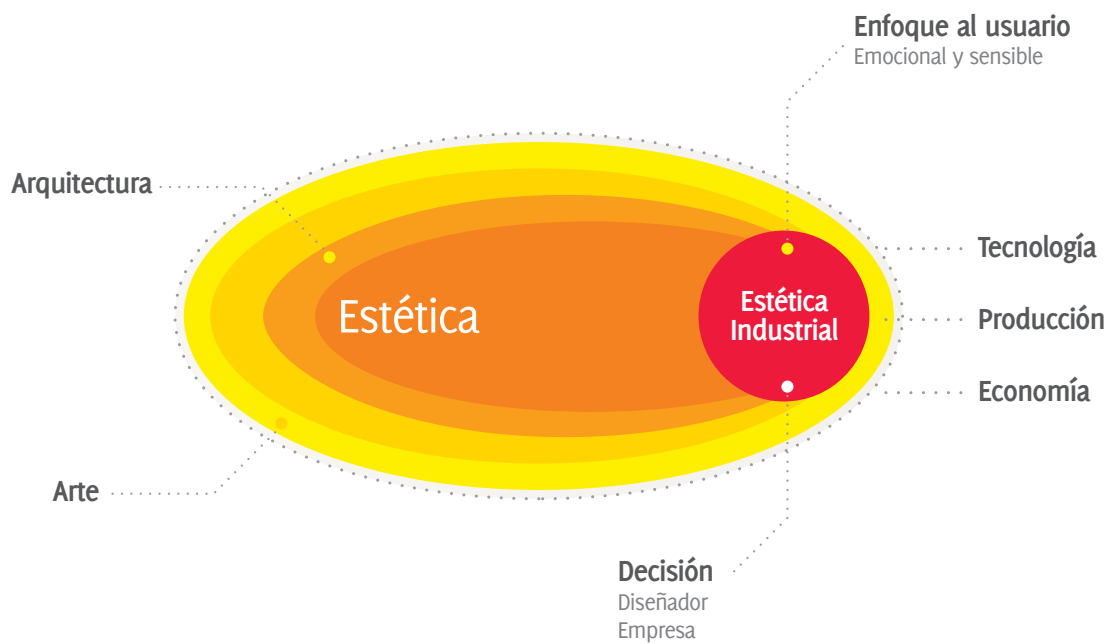 Enfoque al usuario
Emocional y sensible
Arquitectura
Tecnología
Estética
Estética
Industrial
Producción
Economía
Arte
Decisión
Diseñador
Empresa